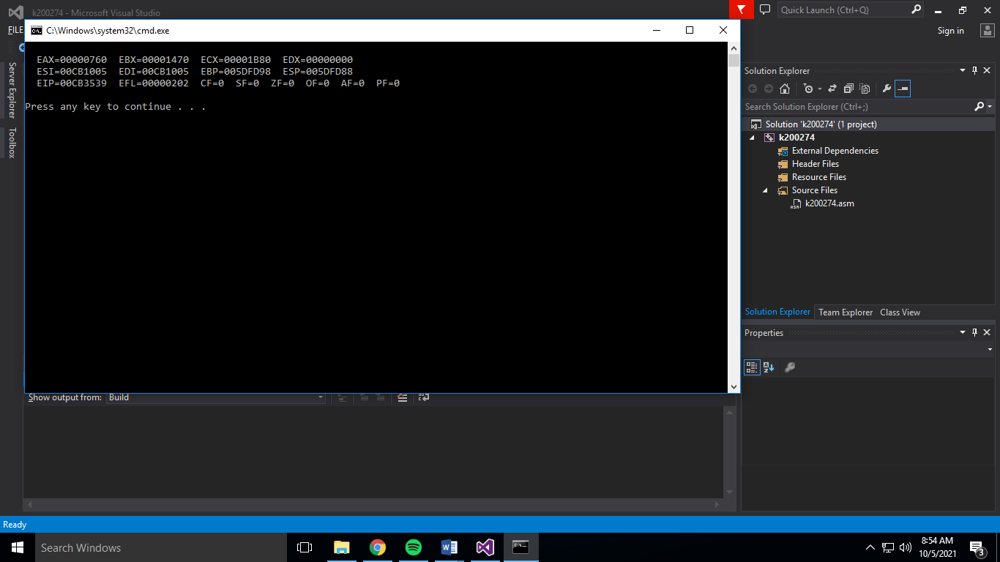 k200274 - Microsoft Visual Studio
Quick Launch (Ctrl+Q)
FILE
Sign in
C:\Windows\system32\cmd.exe
EAX=00000760  EBX=00001470  ECX=00001B80  EDX=00000000
ESI=00CB1005  EDI=00CB1005  EBP=005DFD98  ESP=005DFD88
EIP=00CB3539  EFL=00000202  CF=0  SF=0  ZF=0  OF=0  AF=0  PF=0
Press any key to continue . . .
Server Explorer
Toolbox
Solution Explorer
Search Solution Explorer (Ctrl+;)
Solution 'k200274' (1 project)
k200274
External Dependencies
Header Files
Resource Files
Source Files
ASM k200274.asm
Solution Explorer Team Explorer Class View
Properties
Show output from: Build
Ready
Search Windows
8:54 AM
10/5/2021
3